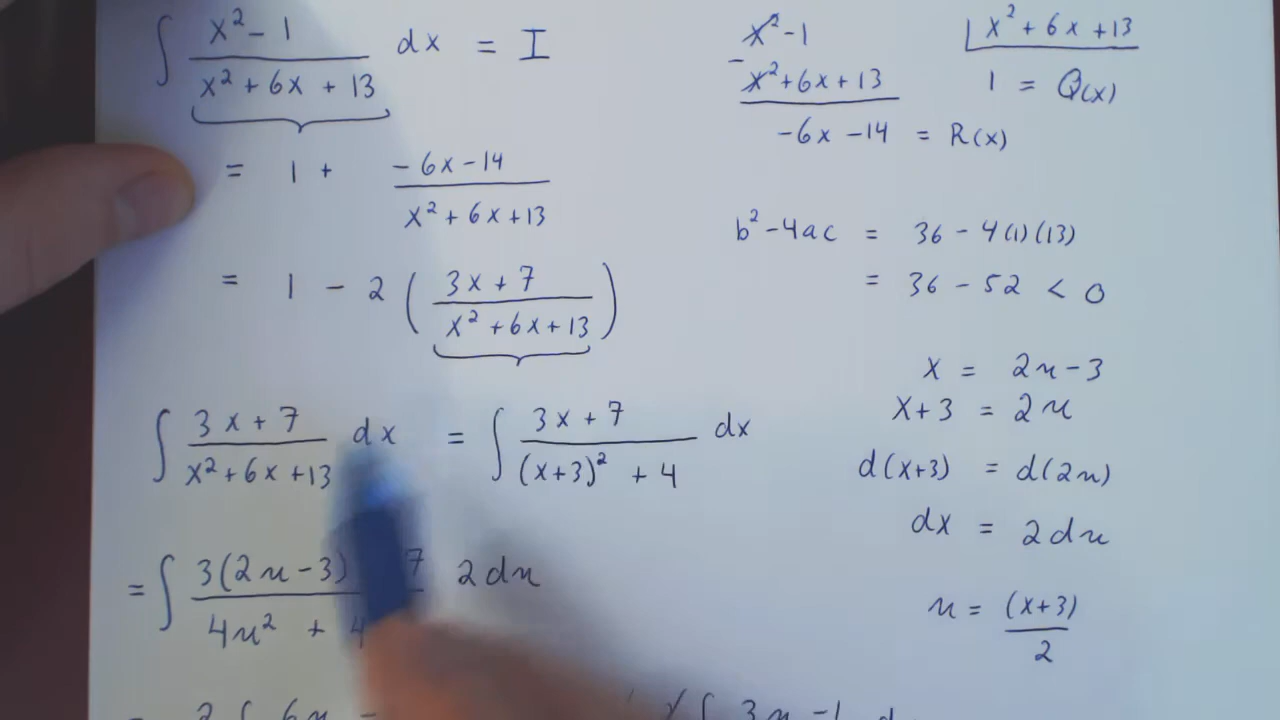 ∫ (x² - 1)/(x² + 6x + 13) dx = I
= 1 + (-6x - 14)/(x² + 6x + 13)
= 1 - 2 ( (3x + 7)/(x² + 6x + 13) )
∫ (3x + 7)/(x² + 6x + 13) dx = ∫ (3x + 7)/((x+3)² + 4) dx
= ∫ 3(2u - 3) 7 / 4u² + 4 2du
x² - 1 | x² + 6x + 13
- x² + 6x + 13 1 = Q(x)
-6x - 14 = R(x)
b² - 4ac = 36 - 4(1)(13)
= 36 - 52 < 0
x = 2u - 3
x + 3 = 2u
d(x+3) = d(2u)
dx = 2du
u = (x+3)/2